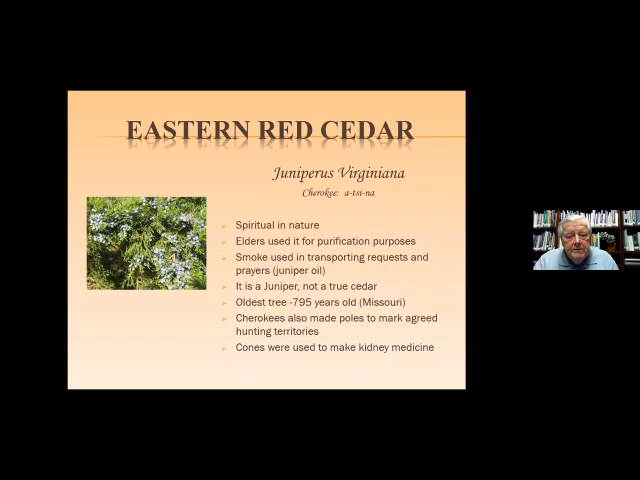 EASTERN RED CEDAR
Juniperus Virginiana
Cherokee: a-tsi-na
Spiritual in nature
Elders used it for purification purposes
Smoke used in transporting requests and
prayers (juniper oil)
It is a Juniper, not a true cedar
Oldest tree -795 years old (Missouri)
Cherokees also made poles to mark agreed
hunting territories
Cones were used to make kidney medicine